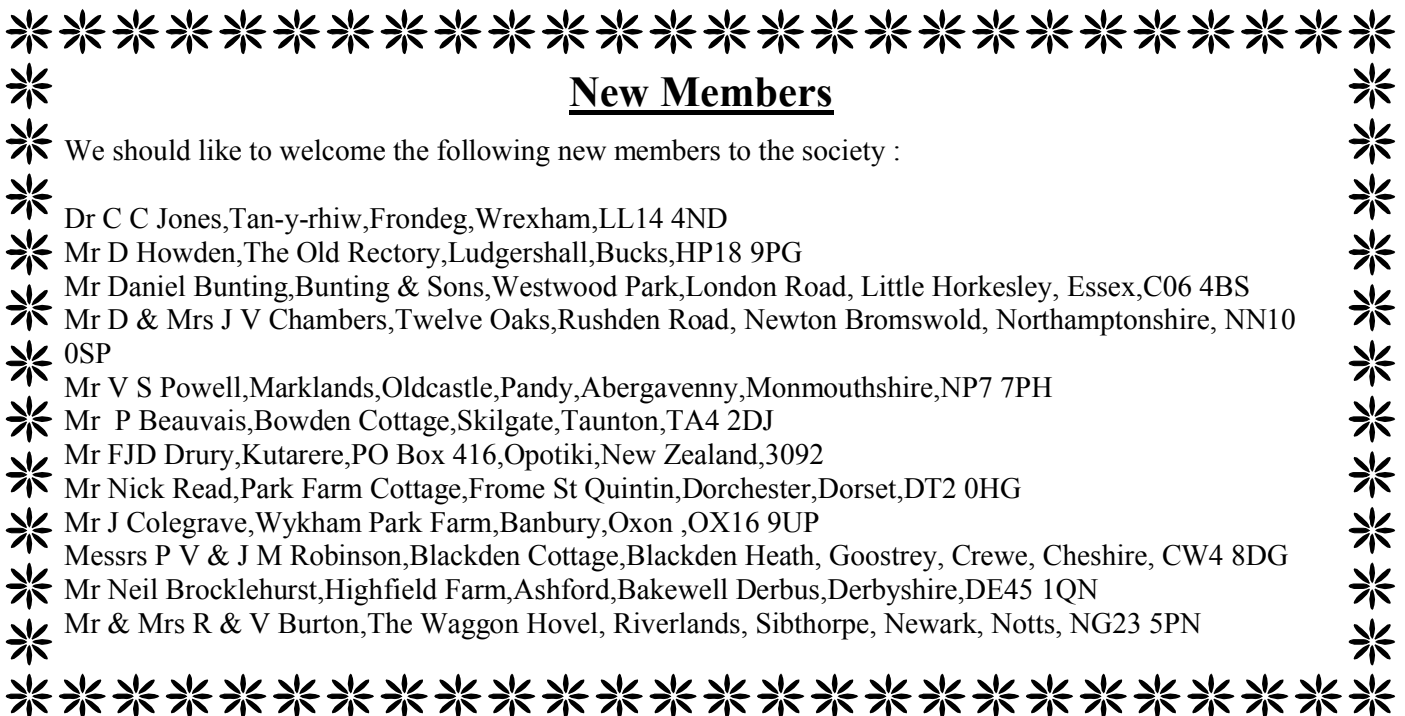 New Members
We should like to welcome the following new members to the society :
Dr C C Jones,Tan-y-rhiw,Frondeg,Wrexham,LL14 4ND
Mr D Howden,The Old Rectory,Ludgershall,Bucks,HP18 9PG
Mr Daniel Bunting,Bunting & Sons,Westwood Park,London Road, Little Horkesley, Essex,C06 4BS
Mr D & Mrs J V Chambers,Twelve Oaks,Rushden Road, Newton Bromswold, Northamptonshire, NN10
0SP
Mr V S Powell,Marklands,Oldcastle,Pandy,Abergavenny,Monmouthshire,NP7 7PH
Mr  P Beauvais,Bowden Cottage,Skilgate,Taunton,TA4 2DJ
Mr FJD Drury,Kutarere,PO Box 416,Opotiki,New Zealand,3092
Mr Nick Read,Park Farm Cottage,Frome St Quintin,Dorchester,Dorset,DT2 0HG
Mr J Colegrave,Wykham Park Farm,Banbury,Oxon ,OX16 9UP
Messrs P V & J M Robinson,Blackden Cottage,Blackden Heath, Goostrey, Crewe, Cheshire, CW4 8DG
Mr Neil Brocklehurst,Highfield Farm,Ashford,Bakewell Derbus,Derbyshire,DE45 1QN
Mr & Mrs R & V Burton,The Waggon Hovel, Riverlands, Sibthorpe, Newark, Notts, NG23 5PN